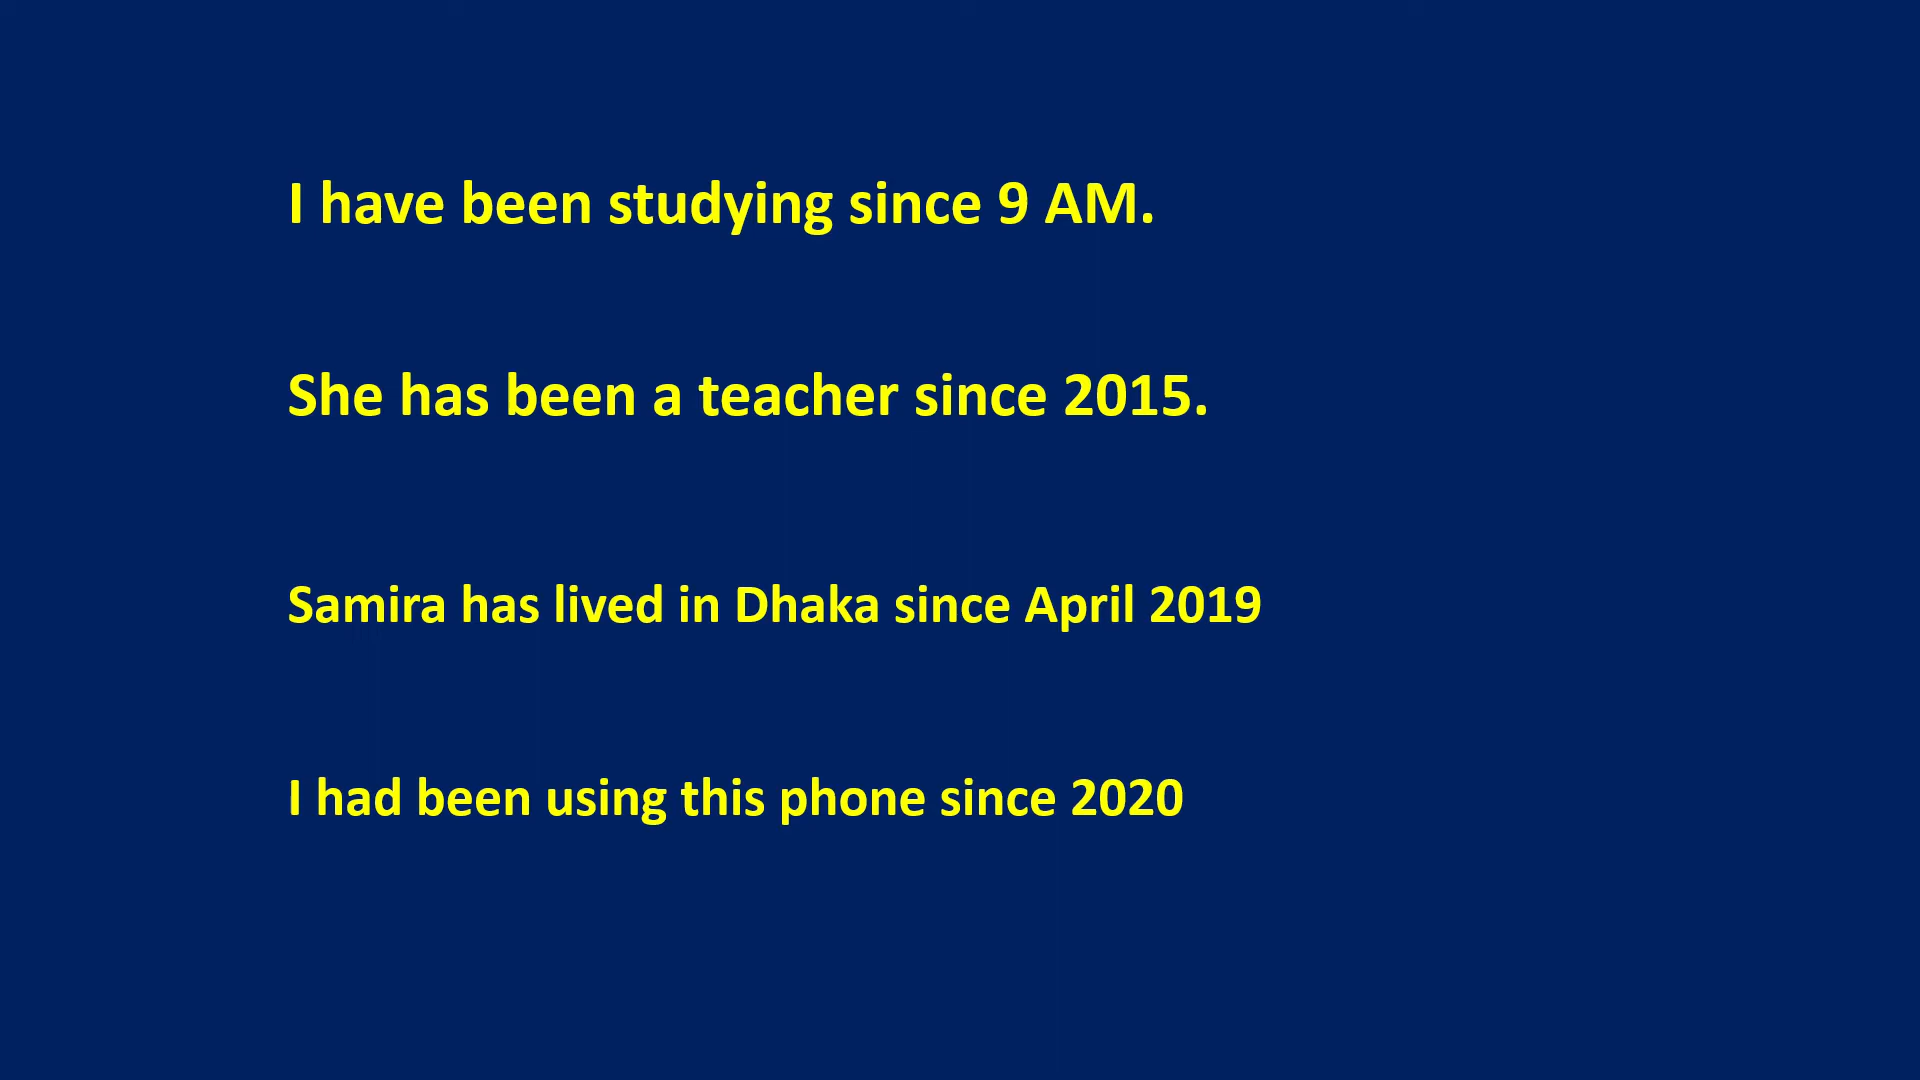 I have been studying since 9 AM.
She has been a teacher since 2015.
Samira has lived in Dhaka since April 2019
I had been using this phone since 2020